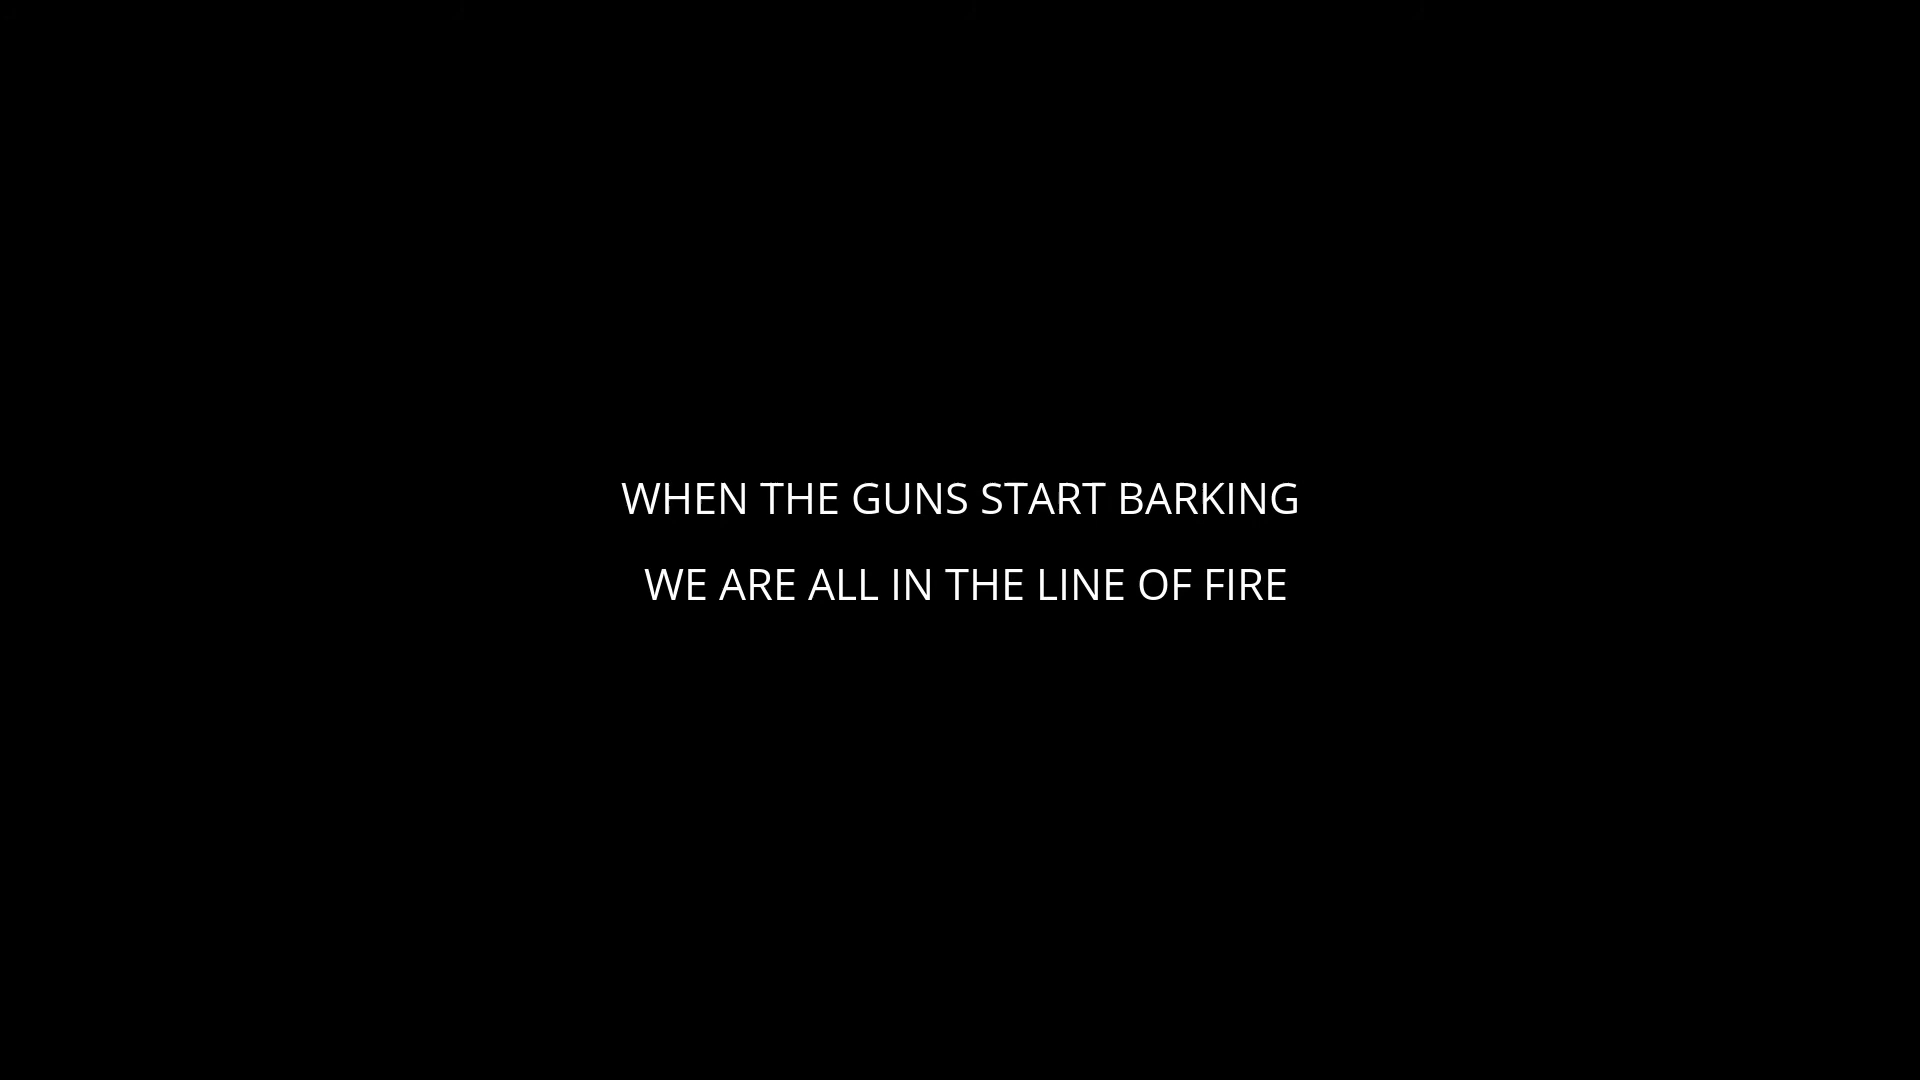 WHEN THE GUNS START BARKING
WE ARE ALL IN THE LINE OF FIRE